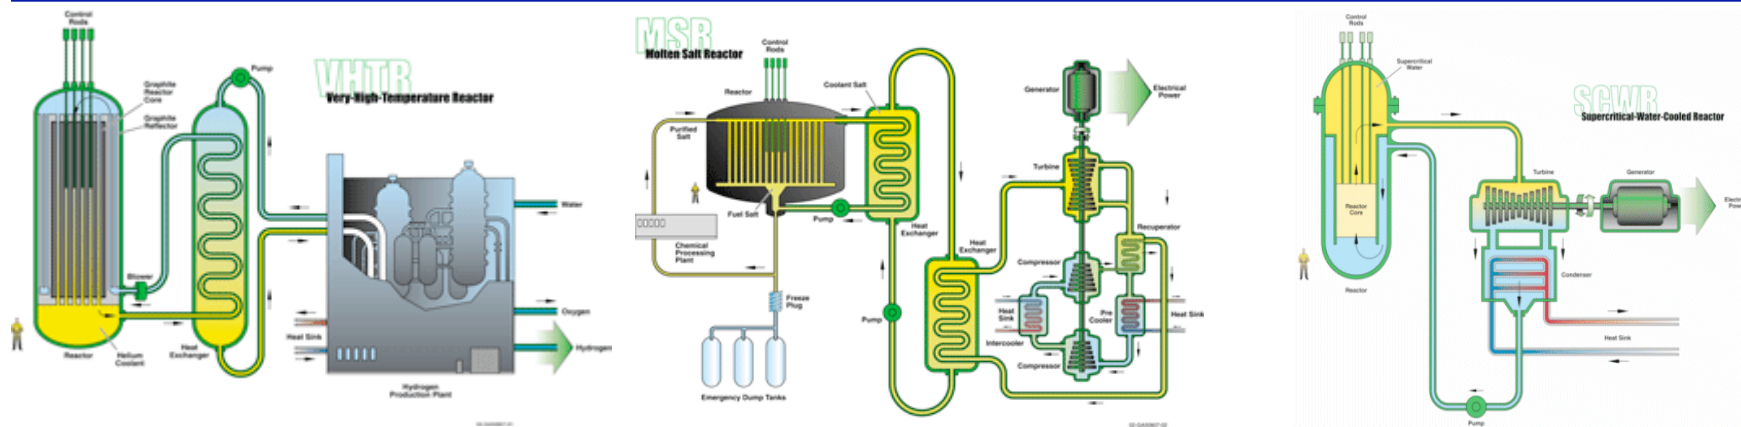 Control
Rods
VHTR
Very-High-Temperature Reactor
Pump
Graphite
Reactor
Core
Graphite
Reflector
Blower
Water
Oxygen
Hydrogen
Heat Sink
Reactor
Helium
Coolant
Heat
Exchanger
Hydrogen
Production Plant
MSR
Molten Salt Reactor
Control
Rods
Reactor
Coolant Salt
Purified
Salt
Fuel Salt
Pump
Heat
Exchanger
Chemical
Processing
Plant
Freeze
Plug
Emergency Dump Tanks
Pump
Heat
Exchanger
Generator
Electrical
Power
Turbine
Recuperator
Compressor
Heat
Sink
Intercooler
Pre
Cooler
Heat Sink
Compressor
Control
Rods
Supercritical
Water
SCWR
Supercritical-Water-Cooled Reactor
Turbine
Generator
Electri
Pow
Reactor
Core
Condensor
Reactor
Heat Sink
Pump